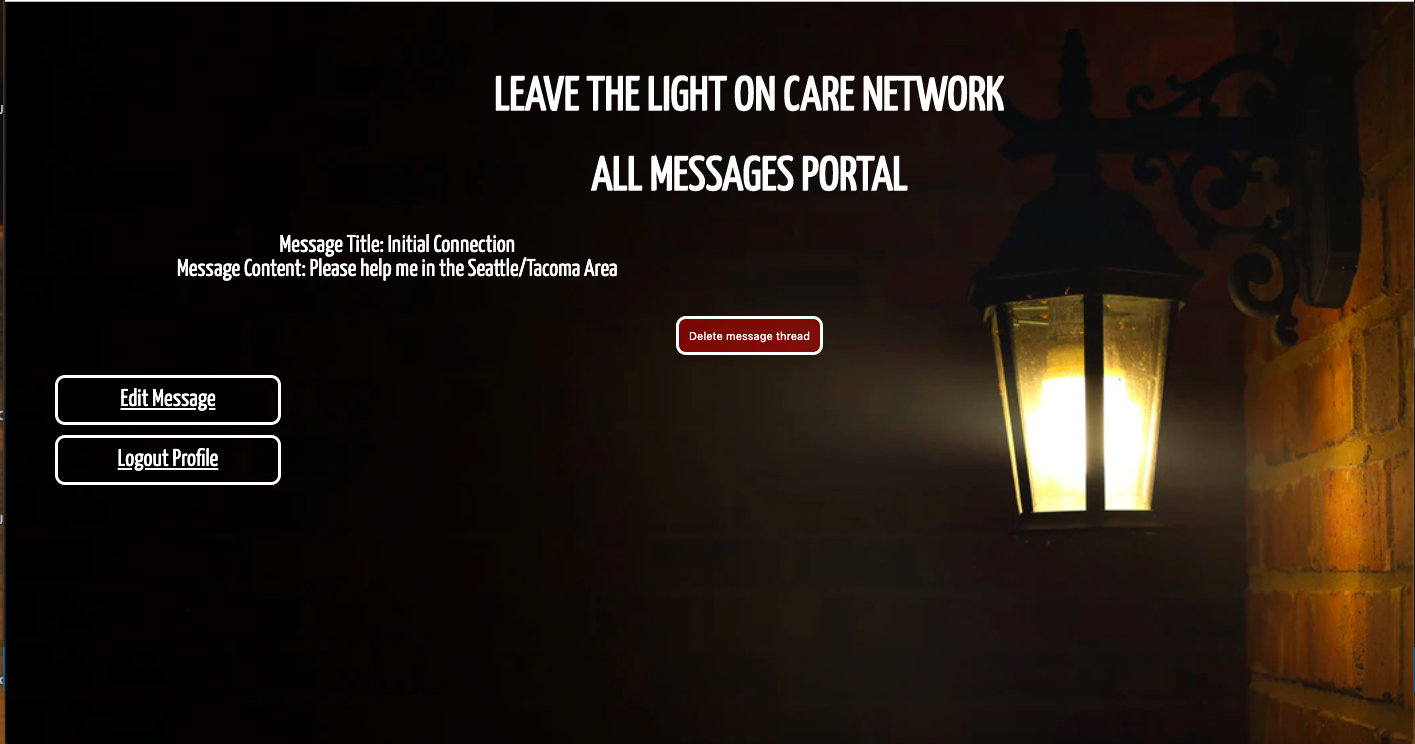 LEAVE THE LIGHT ON CARE NETWORK
ALL MESSAGES PORTAL
Message Title: Initial Connection
Message Content: Please help me in the Seattle/Tacoma Area
Delete message thread
Edit Message
Logout Profile